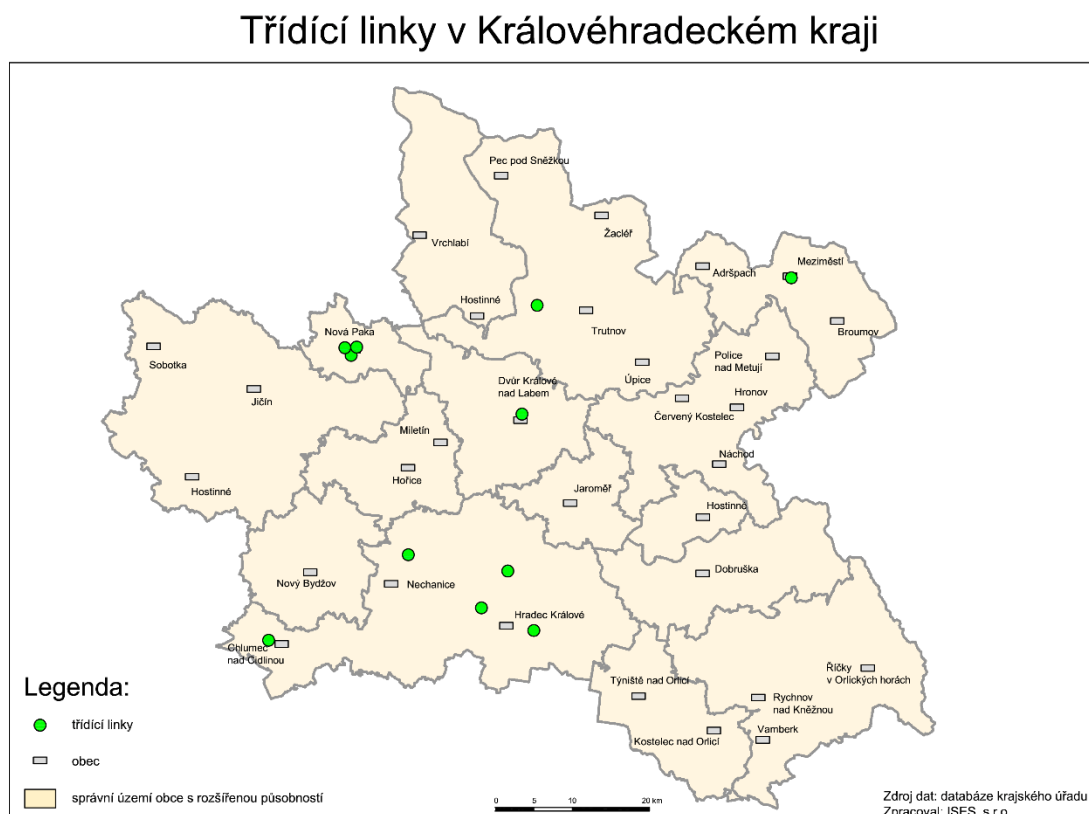 Třídící linky v Královéhradeckém kraji
Pec pod Sněžkou
Žacléř
Vrchlabí
Adršpach
Meziměstí
Hostinné
Trutnov
Broumov
Nová Paka
Sobotka
Police
nad Metují
Úpice
Jičín
Dvůr Králové
nad Labem
Hronov
Červený Kostelec
Miletín
Náchod
Hořice
Hostinné
Jaroměř
Hostinné
Dobruška
Nový Bydžov
Nechanice
Hradec Králové
Chlumec
nad Cidlinou
Říčky
v Orlických horách
Týniště nad Orlicí
Rychnov
nad Kněžnou
Vamberk
Kostelec nad Orlicí
Legenda:
třídící linky
obec
správní území obce s rozšířenou působností
0 5 10 20 km
Zdroj dat: databáze krajského úřadu
Zpracoval: ISES, s.r.o.